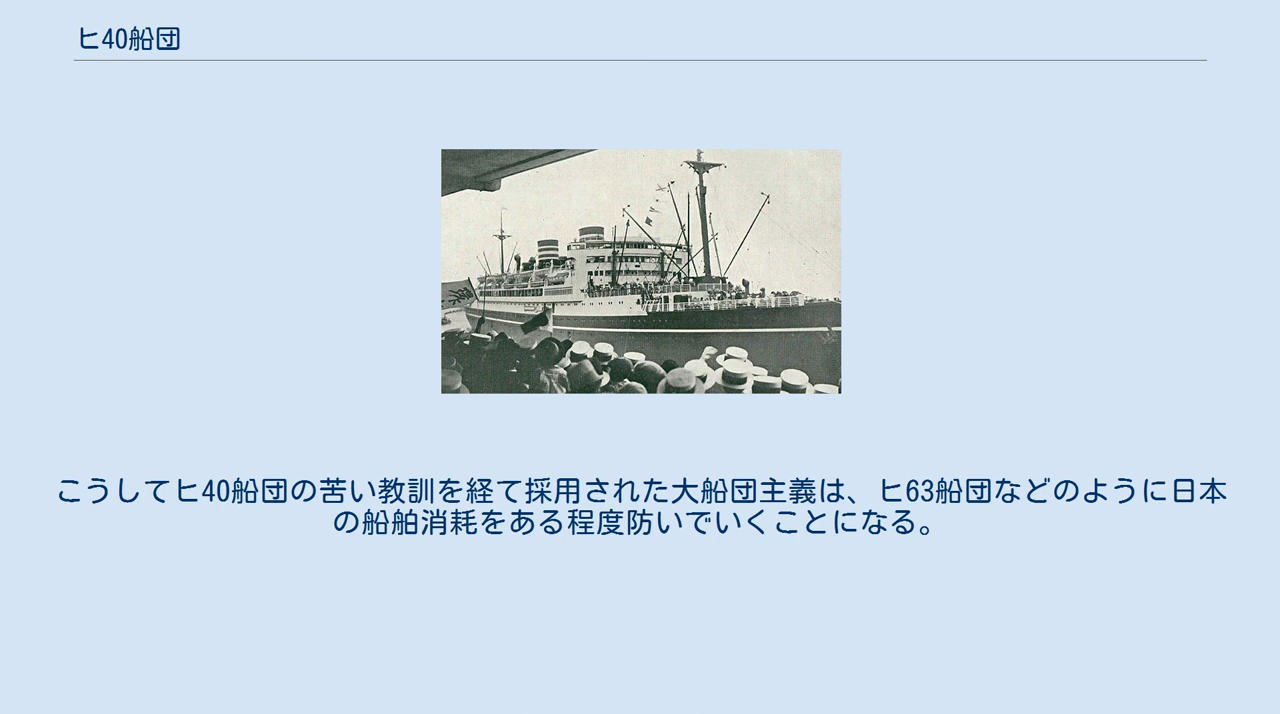 ヒ40船団
こうしてヒ40船団の苦い教訓を経て採用された大船団主義は、ヒ63船団などのように日本
の船舶消耗をある程度防いでいくことになる。